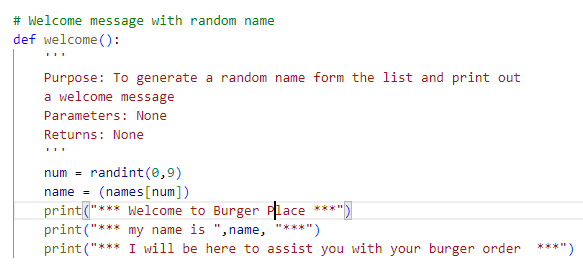 # Welcome message with random name
def welcome():
'''
Purpose: To generate a random name form the list and print out
a welcome message
Parameters: None
Returns: None
'''
num = randint(0,9)
name = (names[num])
print("*** Welcome to Burger Place ***")
print("*** my name is ",name, "***")
print("*** I will be here to assist you with your burger order  ***")